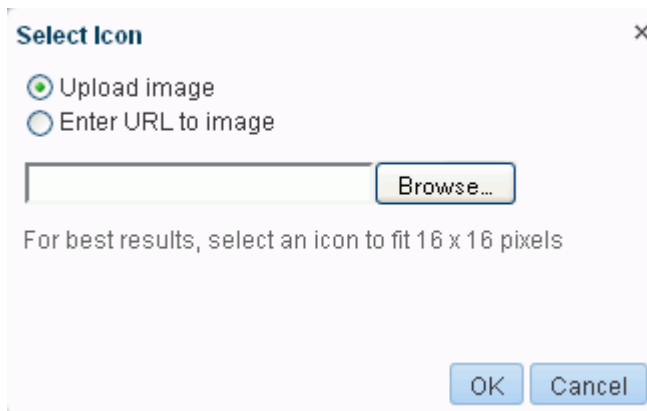 Select Icon
Upload image
Enter URL to image
Browse...
For best results, select an icon to fit 16 x 16 pixels
OK Cancel